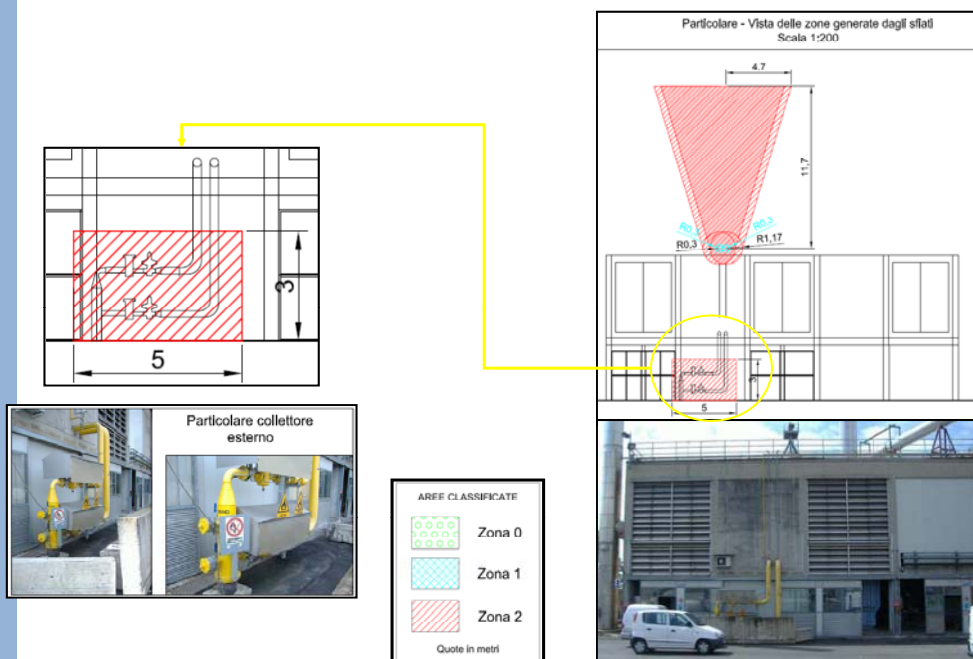 Particolare - Vista delle zone generate dagli sfiati
Scala 1:200
4.7
11,7
R0,3
R0,3
R1,17
3
5
3
5
Particolare collettore
esterno
AREE CLASSIFICATE
Zona 0
Zona 1
Zona 2
Quote in metri